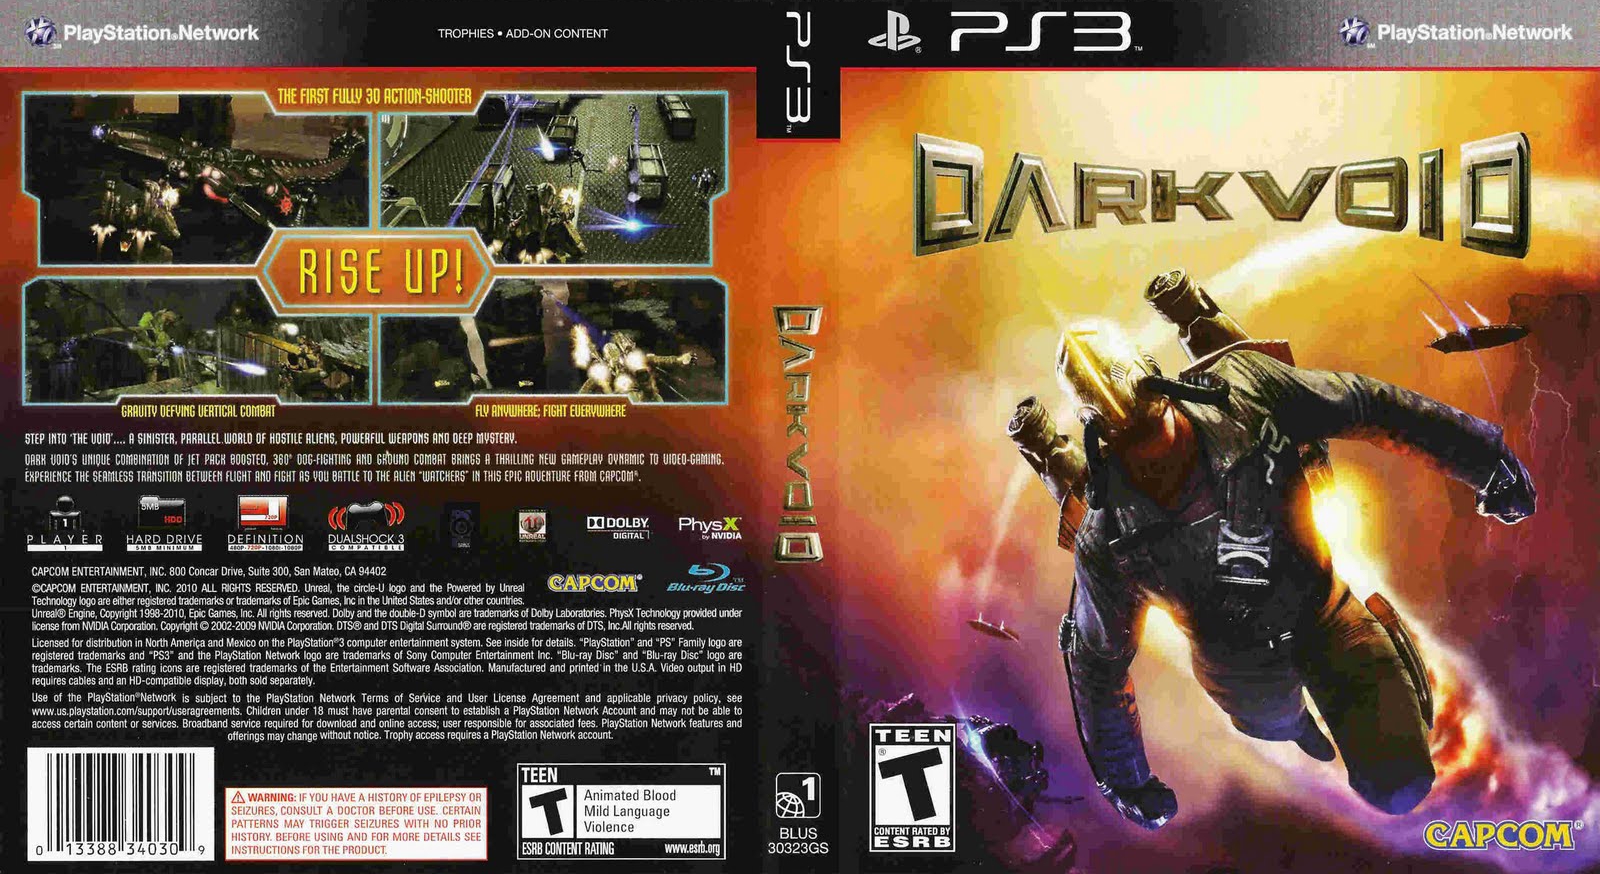 PlayStation®Network
TROPHIES • ADD-ON CONTENT
THE FIRST FULLY 3D ACTION-SHOOTER
RISE UP!
GRAVITY DEFYING VERTICAL COMBAT
FLY ANYWHERE; FIGHT EVERYWHERE
STEP INTO 'THE VOID'.... A SINISTER, PARALLEL WORLD OF HOSTILE ALIENS, POWERFUL WEAPONS AND DEEP MYSTERY.
DARK VOID'S UNIQUE COMBINATION OF JET PACK BOOSTED, 360° DOG-FIGHTING AND GROUND COMBAT BRINGS A THRILLING NEW GAMEPLAY DYNAMIC TO VIDEO-GAMING.
EXPERIENCE THE SEAMLESS TRANSITION BETWEEN FLIGHT AND FIGHT AS YOU BATTLE TO THE ALIEN "WATCHERS" IN THIS EPIC ADVENTURE FROM CAPCOM®.
1
PLAYER
1
5MB
HDD
HARD DRIVE
5MB MINIMUM
720P
DEFINITION
480P•720P•1080i•1080P
DUALSHOCK 3
COMPATIBLE
UNREAL
DOLBY
DIGITAL
PhysX
by NVIDIA
CAPCOM ENTERTAINMENT, INC. 800 Concar Drive, Suite 300, San Mateo, CA 94402
©CAPCOM ENTERTAINMENT, INC. 2010 ALL RIGHTS RESERVED. Unreal, the circle-U logo and the Powered by Unreal
Technology logo are either registered trademarks or trademarks of Epic Games, Inc in the United States and/or other countries.
Unreal® Engine, Copyright 1998-2010, Epic Games, Inc. All rights reserved. Dolby and the double-D symbol are trademarks of Dolby Laboratories. PhysX Technology provided under
license from NVIDIA Corporation. Copyright © 2002-2009 NVIDIA Corporation. DTS® and DTS Digital Surround® are registered trademarks of DTS, Inc.All rights reserved.
CAPCOM®
Blu-ray Disc™
Licensed for distribution in North America and Mexico on the PlayStation®3 computer entertainment system. See inside for details. "PlayStation" and "PS" Family logo are
registered trademarks and "PS3" and the PlayStation Network logo are trademarks of Sony Computer Entertainment Inc. "Blu-ray Disc" and "Blu-ray Disc" logo are
trademarks. The ESRB rating icons are registered trademarks of the Entertainment Software Association. Manufactured and printed in the U.S.A. Video output in HD
requires cables and an HD-compatible display, both sold separately.
Use of the PlayStation®Network is subject to the PlayStation Network Terms of Service and User License Agreement and applicable privacy policy, see
www.us.playstation.com/support/useragreements. Children under 18 must have parental consent to establish a PlayStation Network Account and may not be able to
access certain content or services. Broadband service required for download and online access; user responsible for associated fees. PlayStation Network features and
offerings may change without notice. Trophy access requires a PlayStation Network account.
0 13388 34030 9
WARNING: IF YOU HAVE A HISTORY OF EPILEPSY OR
SEIZURES, CONSULT A DOCTOR BEFORE USE. CERTAIN
PATTERNS MAY TRIGGER SEIZURES WITH NO PRIOR
HISTORY. BEFORE USING AND FOR MORE DETAILS SEE
INSTRUCTIONS FOR THE PRODUCT.
TEEN ™
T
Animated Blood
Mild Language
Violence
ESRB CONTENT RATING www.esrb.org
PS3™
DARK VOID
1
BLUS
30323GS
PS3™
PlayStation®Network
DARK VOID
TEEN
T
®
CONTENT RATED BY
ESRB
CAPCOM®